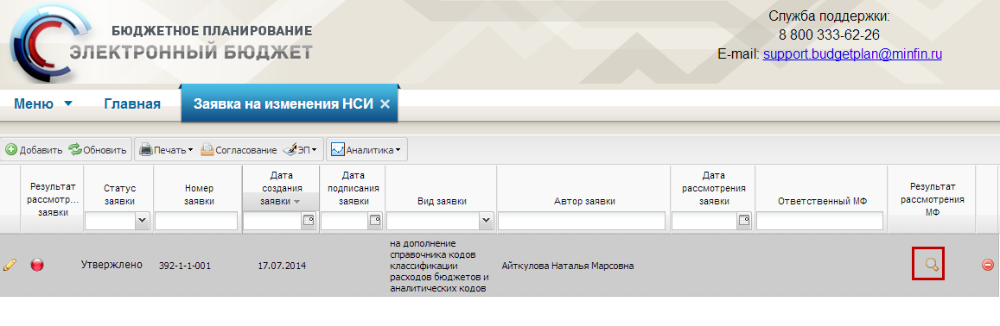 БЮДЖЕТНОЕ ПЛАНИРОВАНИЕ
ЭЛЕКТРОННЫЙ БЮДЖЕТ
Служба поддержки:
8 800 333-62-26
E-mail: support.budgetplan@minfin.ru
Меню Главная Заявка на изменения НСИ
Добавить Обновить Печать Согласование ЭП Аналитика
Результат
рассмотр...
заявки
Статус
заявки
Номер
заявки
Дата
создания
заявки
Дата
подписания
заявки
Вид заявки
Автор заявки
Дата
рассмотрения
заявки
Ответственный МФ
Результат
рассмотрения
МФ
Утверждено
392-1-1-001
17.07.2014
на дополнение
справочника кодов
классификации
расходов бюджетов и
аналитических кодов
Айткулова Наталья Марсовна